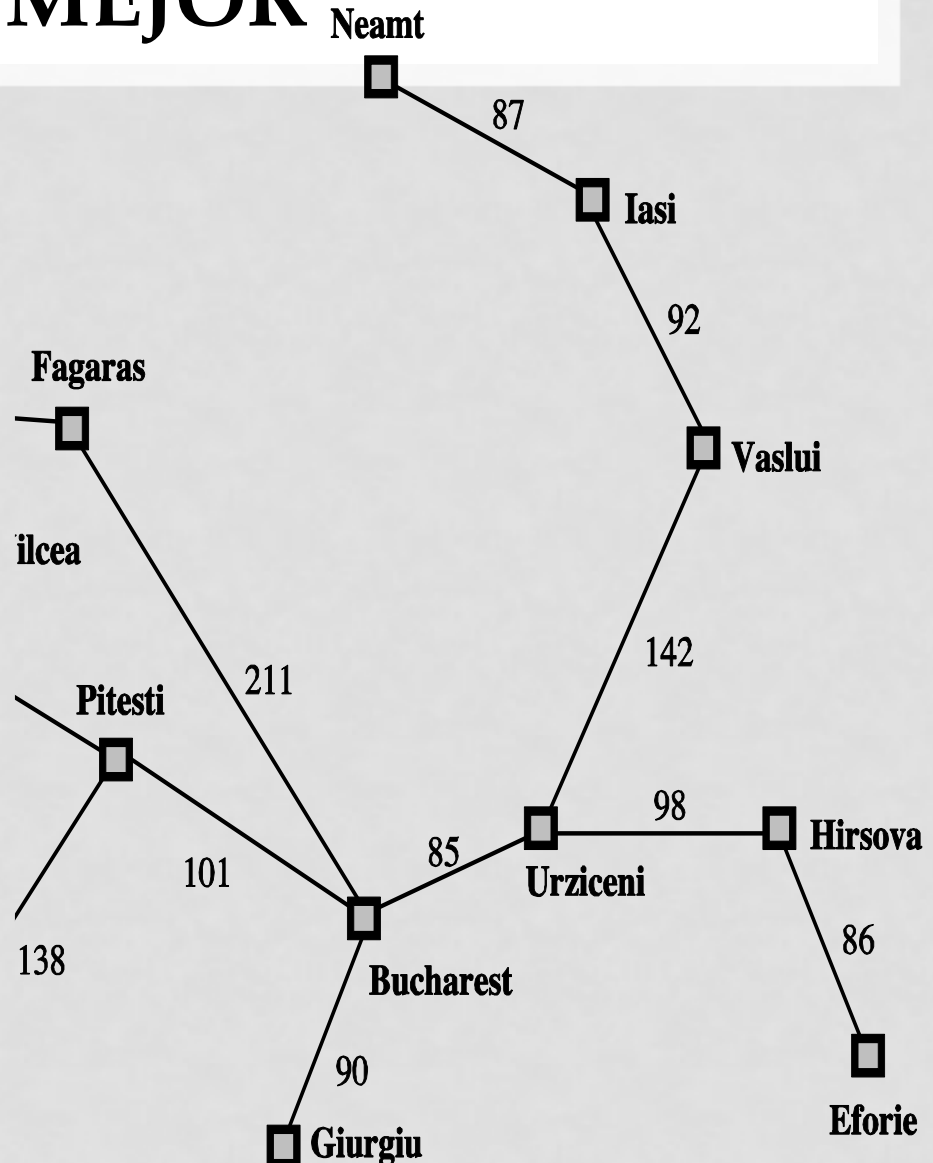 MEJOR
Neamt
87
Iasi
92
Fagaras
Vaslui
ilcea
142
211
Pitesti
98
Hirsova
85
Urziceni
101
86
138
Bucharest
90
Eforie
Giurgiu